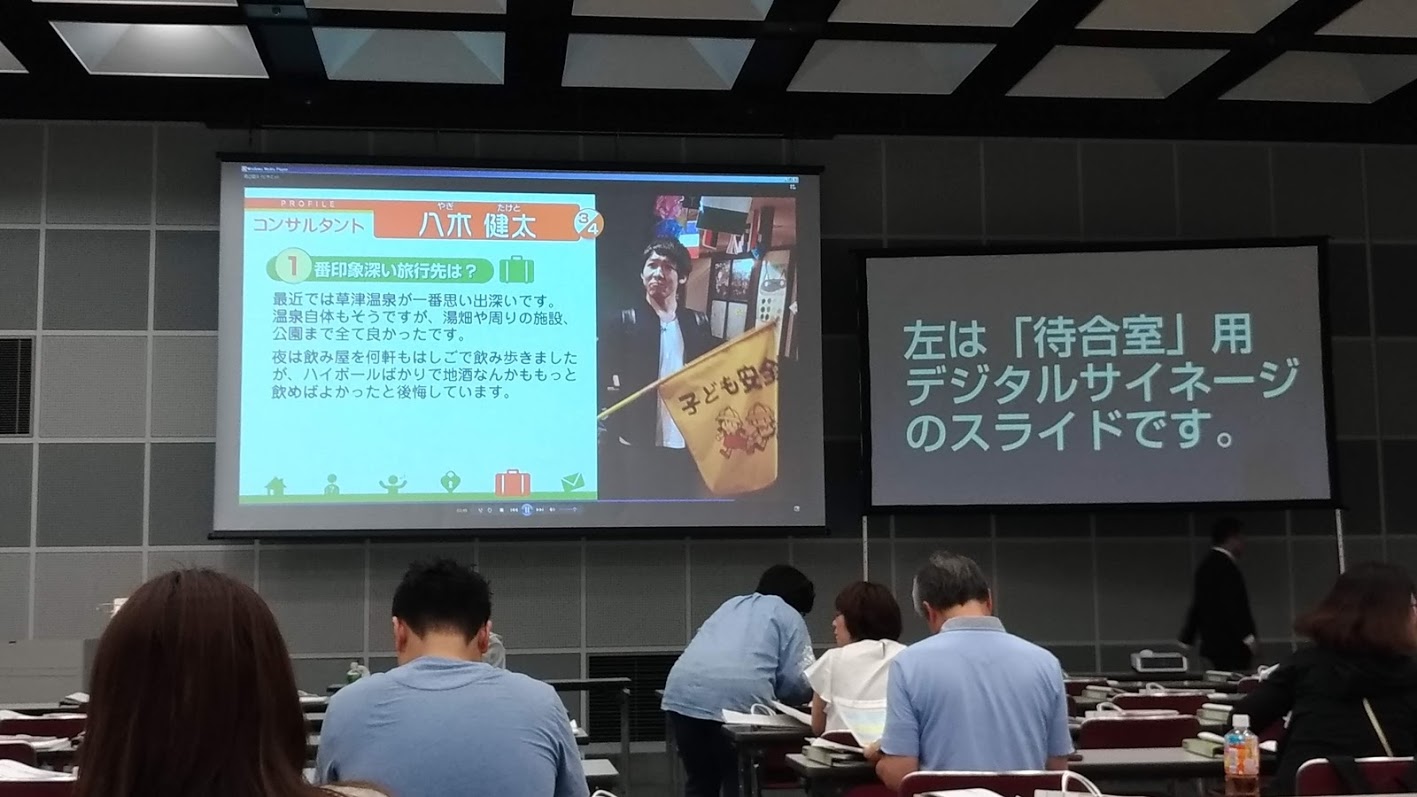 Windows Media Player
PROFILE
コンサルタント
やぎ たけと
八木 健太
3/4
1番印象深い旅行先は？
最近では草津温泉が一番思い出深いです。
温泉自体もそうですが、湯畑や周りの施設、
公園まで全て良かったです。
夜は飲み屋を何軒もはしごで飲み歩きました
が、ハイボールばかりで地酒なんかももっと
飲めばよかったと後悔しています。
子ども安全
左は「待合室」用
デジタルサイネージ
のスライドです。